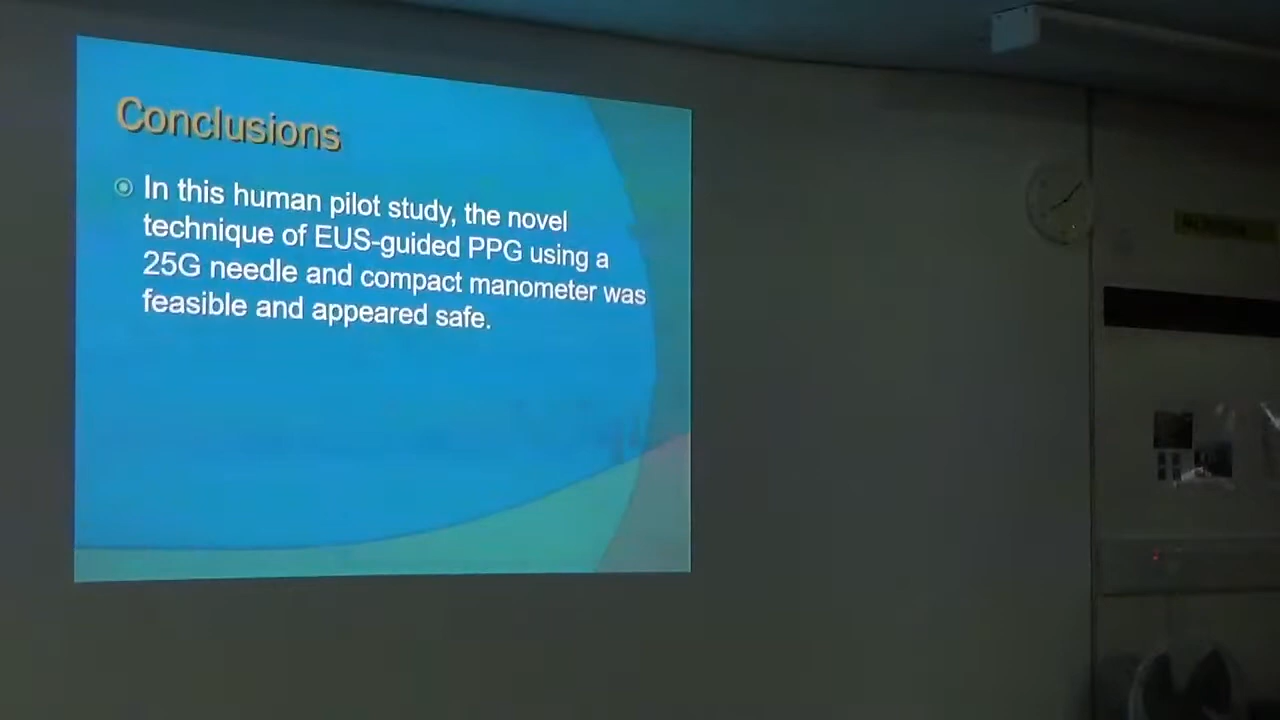 Conclusions
In this human pilot study, the novel
technique of EUS-guided PPG using a
25G needle and compact manometer was
feasible and appeared safe.